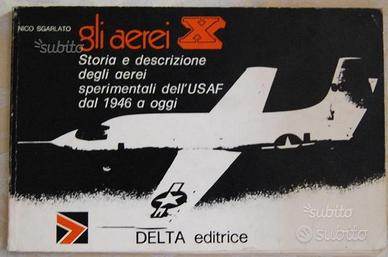 NICO SGARLATO
gli aerei X
Storia e descrizione
degli aerei
sperimentali dell'USAF
dal 1946 a oggi
DELTA editrice
subito
subito
subito